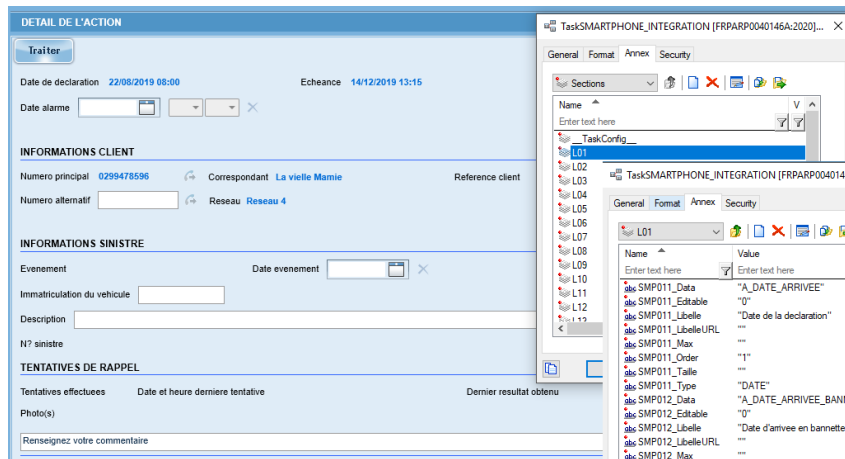 DETAIL DE L'ACTION
Traiter
Date de declaration 22/08/2019 08:00 Echeance 14/12/2019 13:15
Date alarme
INFORMATIONS CLIENT
Numero principal 0299478596 Correspondant La vielle Mamie Reference client
Numero alternatif Reseau Reseau 4
INFORMATIONS SINISTRE
Evenement Date evenement
Immatriculation du vehicule
Description
N? sinistre
TENTATIVES DE RAPPEL
Tentatives effectuees Date et heure derniere tentative Dernier resultat obtenu
Photo(s)
Renseignez votre commentaire
TaskSMARTPHONE_INTEGRATION [FRPARP0040146A:2020]...
General Format Annex Security
Sections
Name V
Enter text here
__TaskConfig__
L01
L02
L03
L04
L05
L06
L07
L08
L09
L10
L11
L12
L13
TaskSMARTPHONE_INTEGRATION [FRPARP004014
General Format Annex Security
L01
Name Value
Enter text here Enter text here
SMP011_Data "A_DATE_ARRIVEE"
SMP011_Editable "0"
SMP011_Libelle "Date de la declaration"
SMP011_LibelleURL ""
SMP011_Max ""
SMP011_Order "1"
SMP011_Taille ""
SMP011_Type "DATE"
SMP012_Data "A_DATE_ARRIVEE_BAN
SMP012_Editable "0"
SMP012_Libelle "Date d'arrivee en bannette
SMP012_LibelleURL ""
SMP012_Max ""